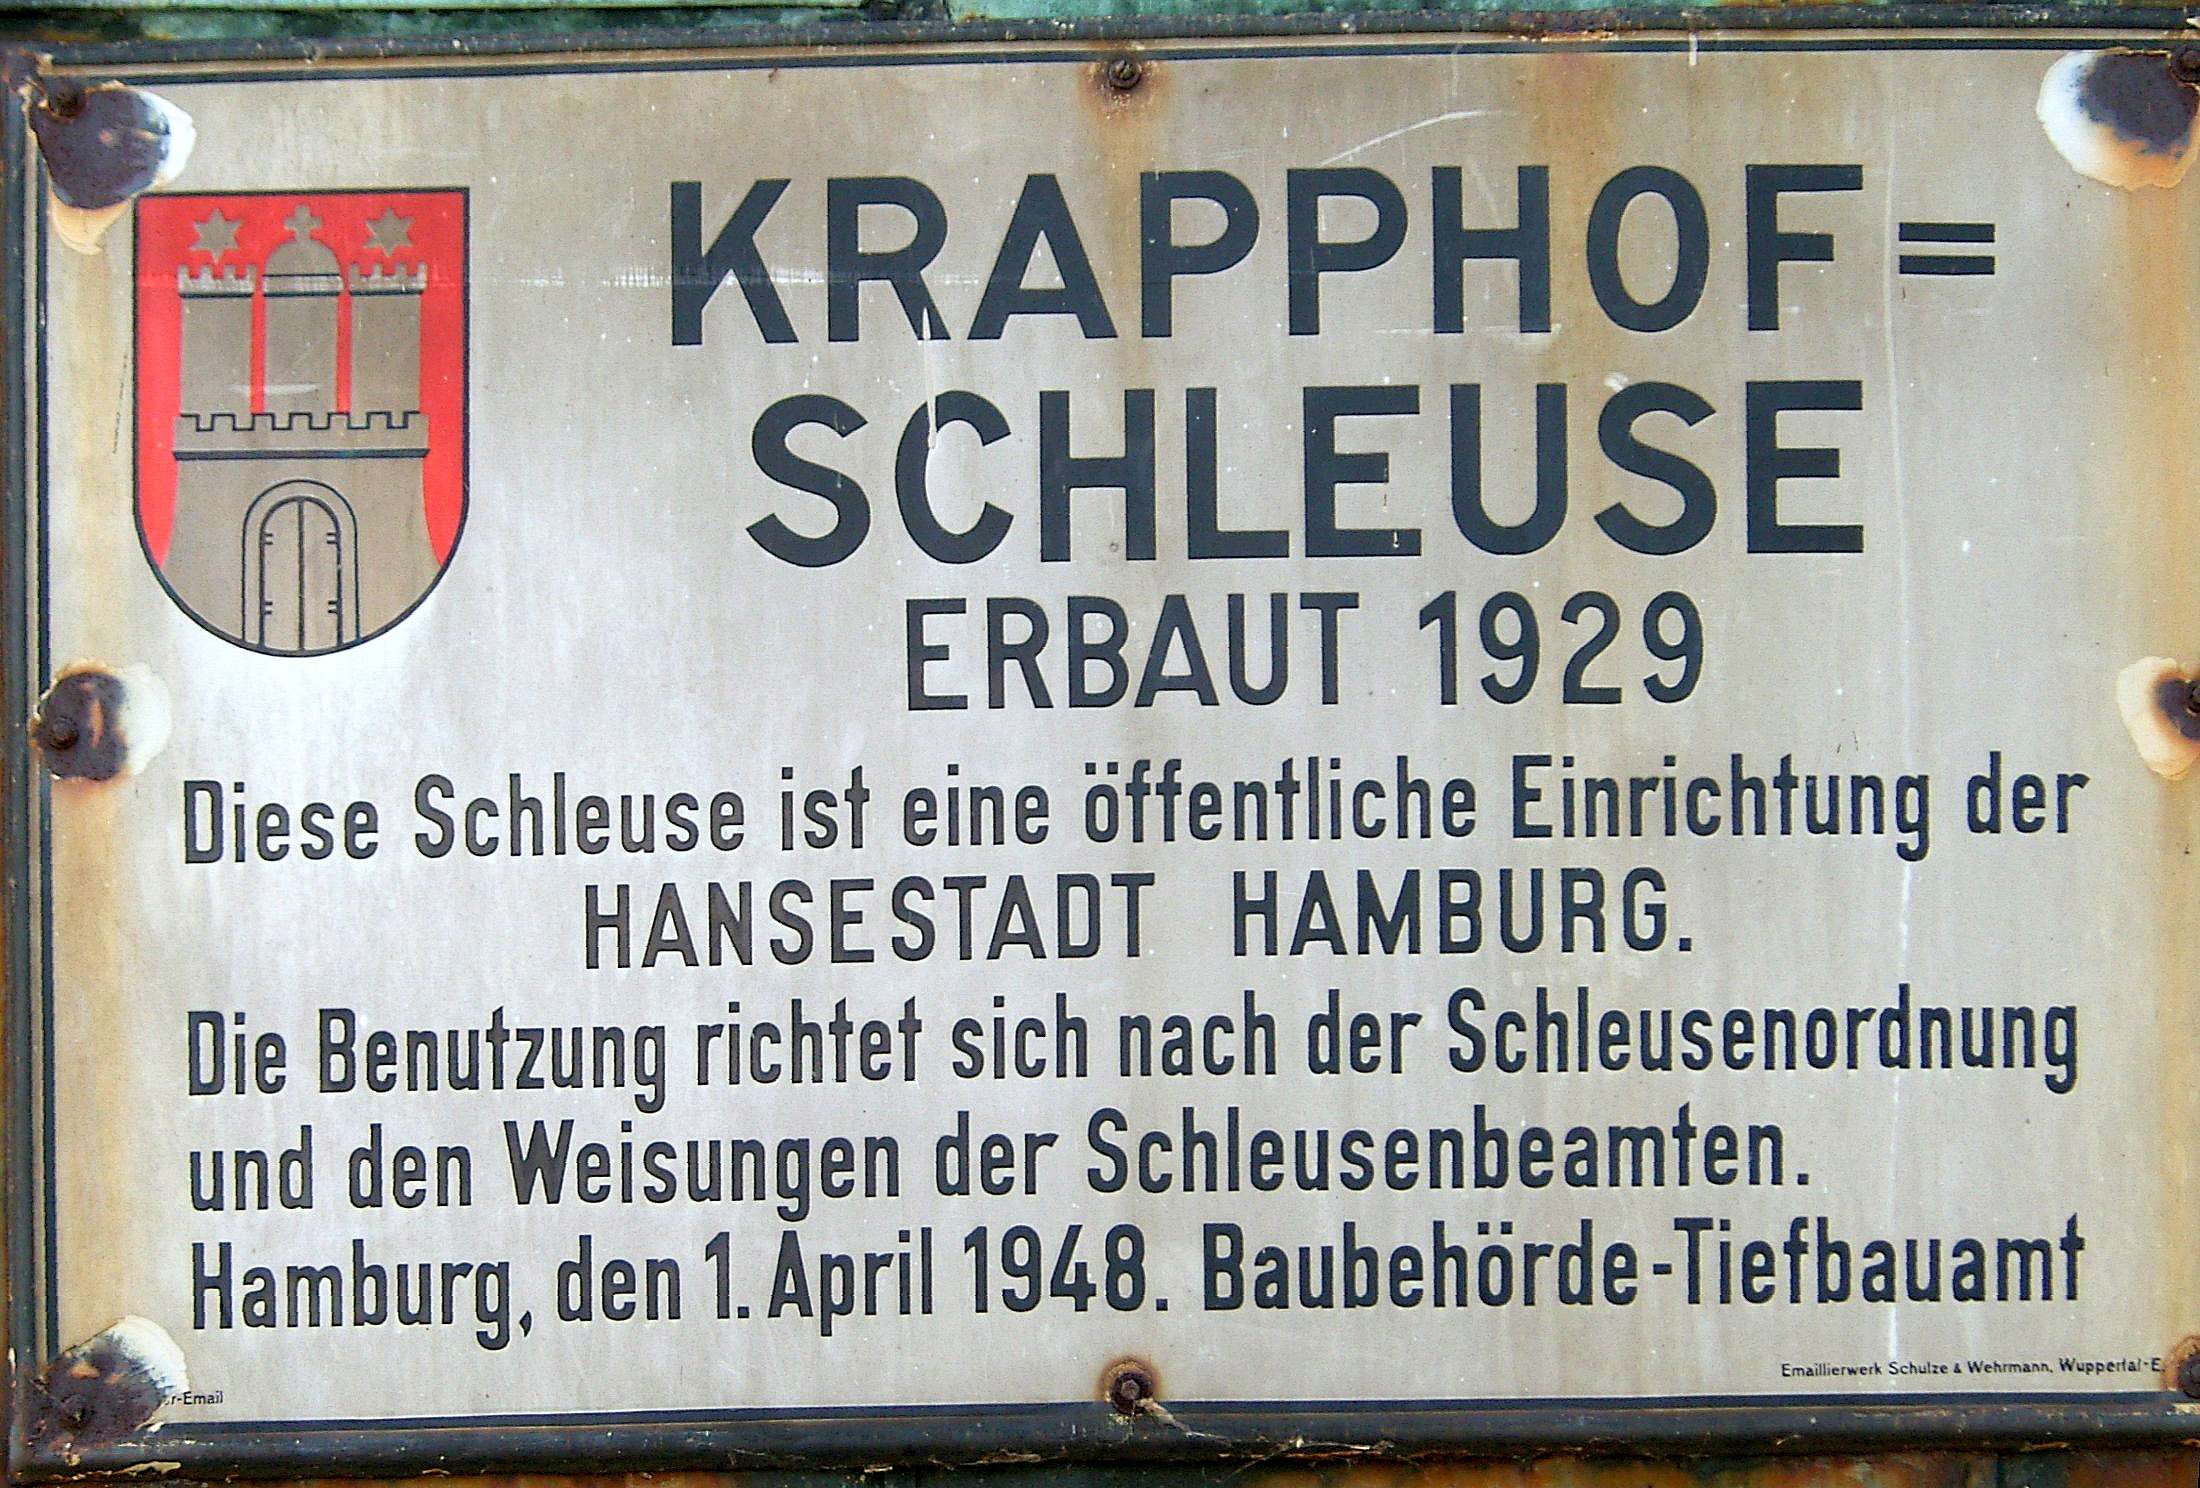 KRAPPHOF=
SCHLEUSE
ERBAUT 1929
Diese Schleuse ist eine öffentliche Einrichtung der
HANSESTADT HAMBURG.
Die Benutzung richtet sich nach der Schleusenordnung
und den Weisungen der Schleusenbeamten.
Hamburg, den 1. April 1948. Baubehörde-Tiefbauamt
Emaillierwerk Schulze & Wehrmann, Wuppertal-E.
r-Email